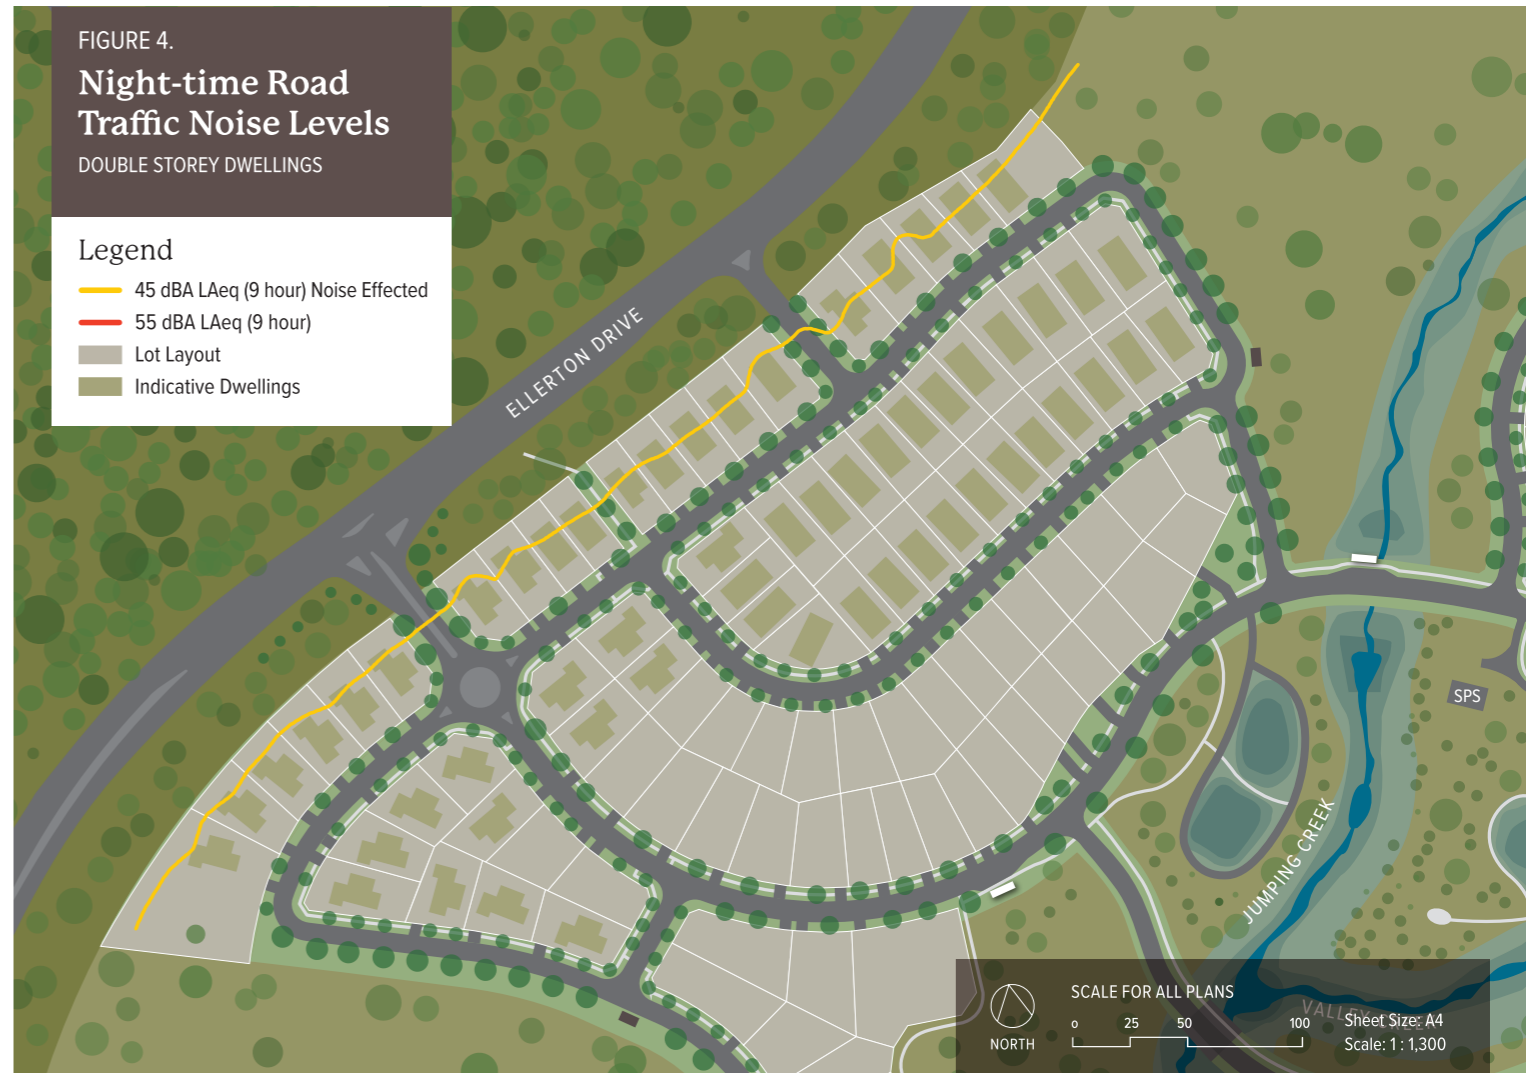 FIGURE 4.
Night-time Road
Traffic Noise Levels
DOUBLE STOREY DWELLINGS
Legend
45 dBA LAeq (9 hour) Noise Effected
55 dBA LAeq (9 hour)
Lot Layout
Indicative Dwellings
ELLERTON DRIVE
SPS
JUMPING CREEK
VALLEY
NORTH
SCALE FOR ALL PLANS
0 25 50 100
Sheet Size: A4
Scale: 1 : 1,300